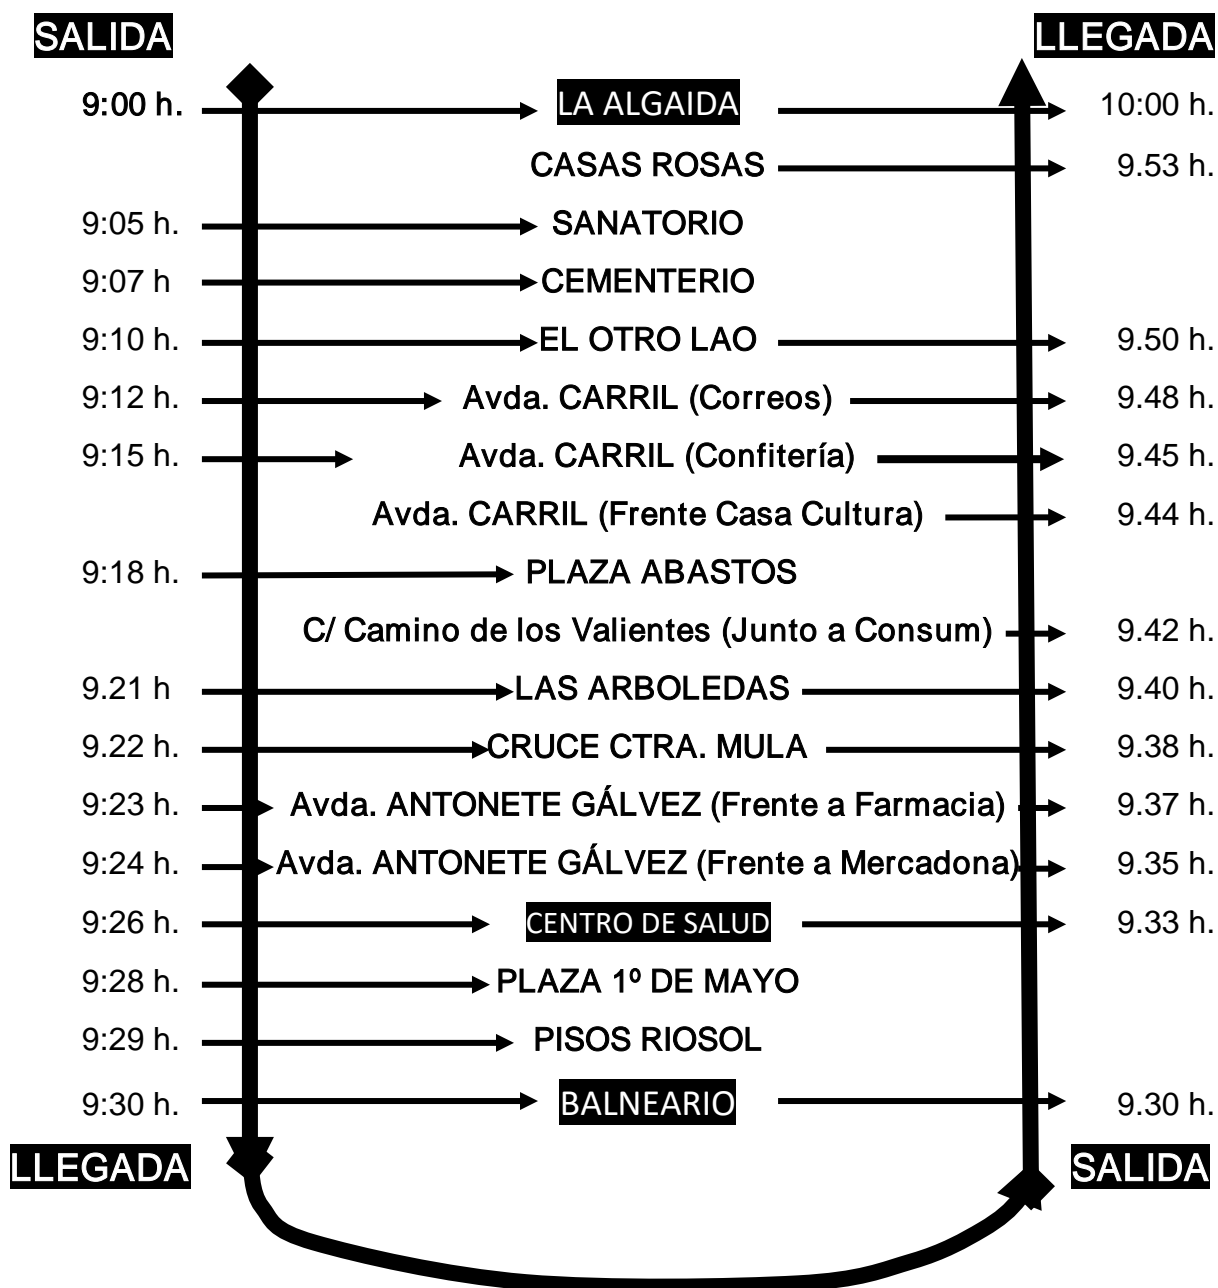 SALIDA LLEGADA
9:00 h. LA ALGAIDA 10:00 h.
CASAS ROSAS 9.53 h.
9:05 h. SANATORIO
9:07 h CEMENTERIO
9:10 h. EL OTRO LAO 9.50 h.
9:12 h. Avda. CARRIL (Correos) 9.48 h.
9:15 h. Avda. CARRIL (Confitería) 9.45 h.
Avda. CARRIL (Frente Casa Cultura) 9.44 h.
9:18 h. PLAZA ABASTOS
C/ Camino de los Valientes (Junto a Consum) 9.42 h.
9.21 h LAS ARBOLEDAS 9.40 h.
9.22 h. CRUCE CTRA. MULA 9.38 h.
9:23 h. Avda. ANTONETE GÁLVEZ (Frente a Farmacia) 9.37 h.
9:24 h. Avda. ANTONETE GÁLVEZ (Frente a Mercadona) 9.35 h.
9:26 h. CENTRO DE SALUD 9.33 h.
9:28 h. PLAZA 1º DE MAYO
9:29 h. PISOS RIOSOL
9:30 h. BALNEARIO 9.30 h.
LLEGADA SALIDA